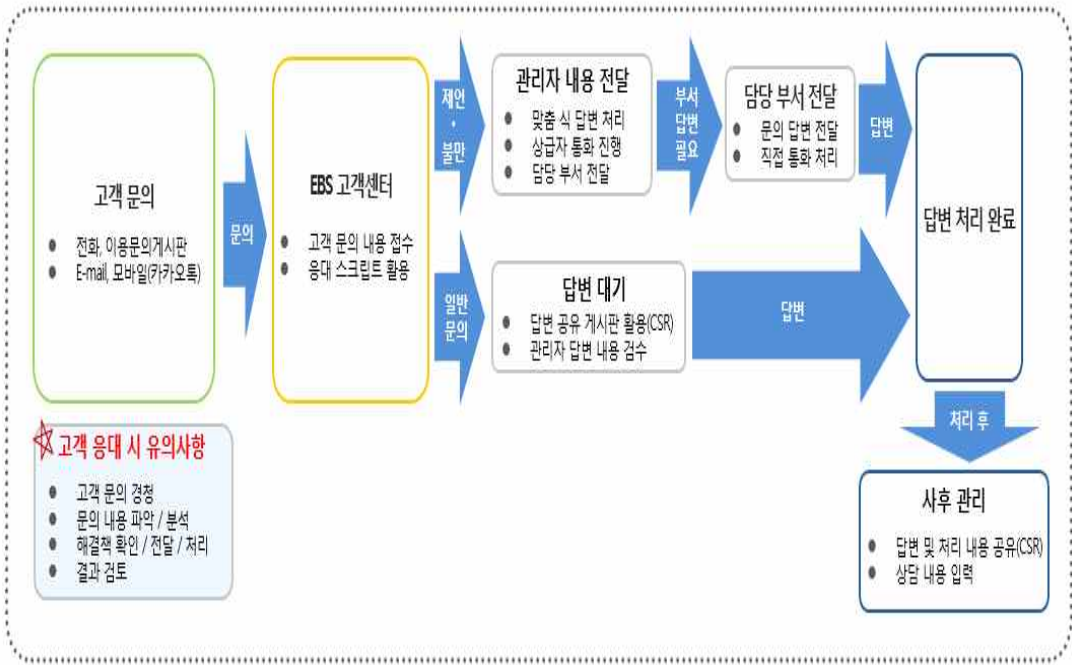 고객 문의
● 전화, 이용문의게시판
● E-mail, 모바일(카카오톡)
문의
EBS 고객센터
● 고객 문의 내용 접수
● 응대 스크립트 활용
제언
·
불만
관리자 내용 전달
● 맞춤 식 답변 처리
● 상급자 통화 진행
● 담당 부서 전달
부서
답변
필요
담당 부서 전달
● 문의 답변 전달
● 직접 통화 처리
답변
일반
문의
답변 대기
● 답변 공유 게시판 활용(CSR)
● 관리자 답변 내용 검수
답변
답변 처리 완료
처리 후
사후 관리
● 답변 및 처리 내용 공유(CSR)
● 상담 내용 입력
☆ 고객 응대 시 유의사항
● 고객 문의 경청
● 문의 내용 파악 / 분석
● 해결책 확인 / 전달 / 처리
● 결과 검토